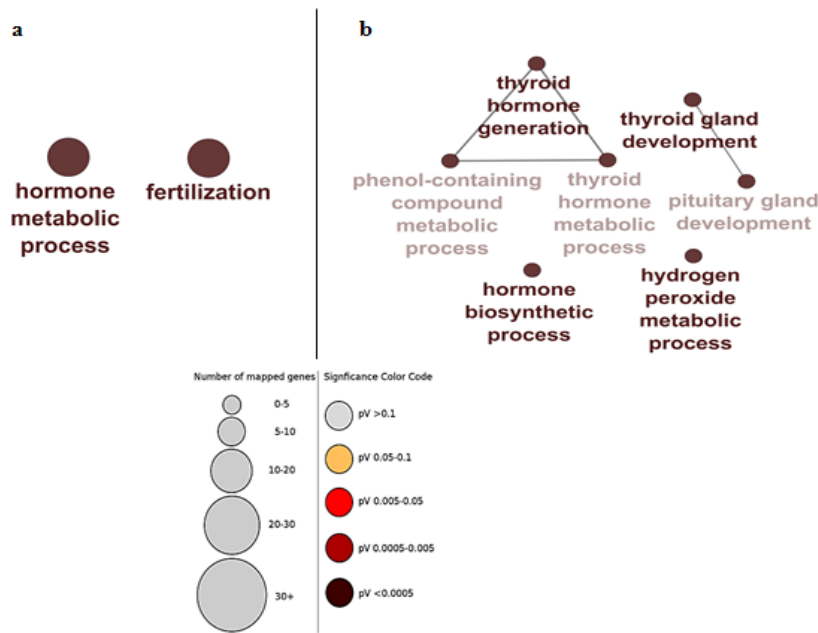 a
b
hormone
metabolic
process
fertilization
thyroid
hormone
generation
phenol-containing
compound
metabolic
process
thyroid
hormone
metabolic
process
thyroid gland
development
pituitary gland
development
hormone
biosynthetic
process
hydrogen
peroxide
metabolic
process
Number of mapped genes
0-5
5-10
10-20
20-30
30+
Signficance Color Code
pV >0.1
pV 0.05-0.1
pV 0.005-0.05
pV 0.0005-0.005
pV <0.0005